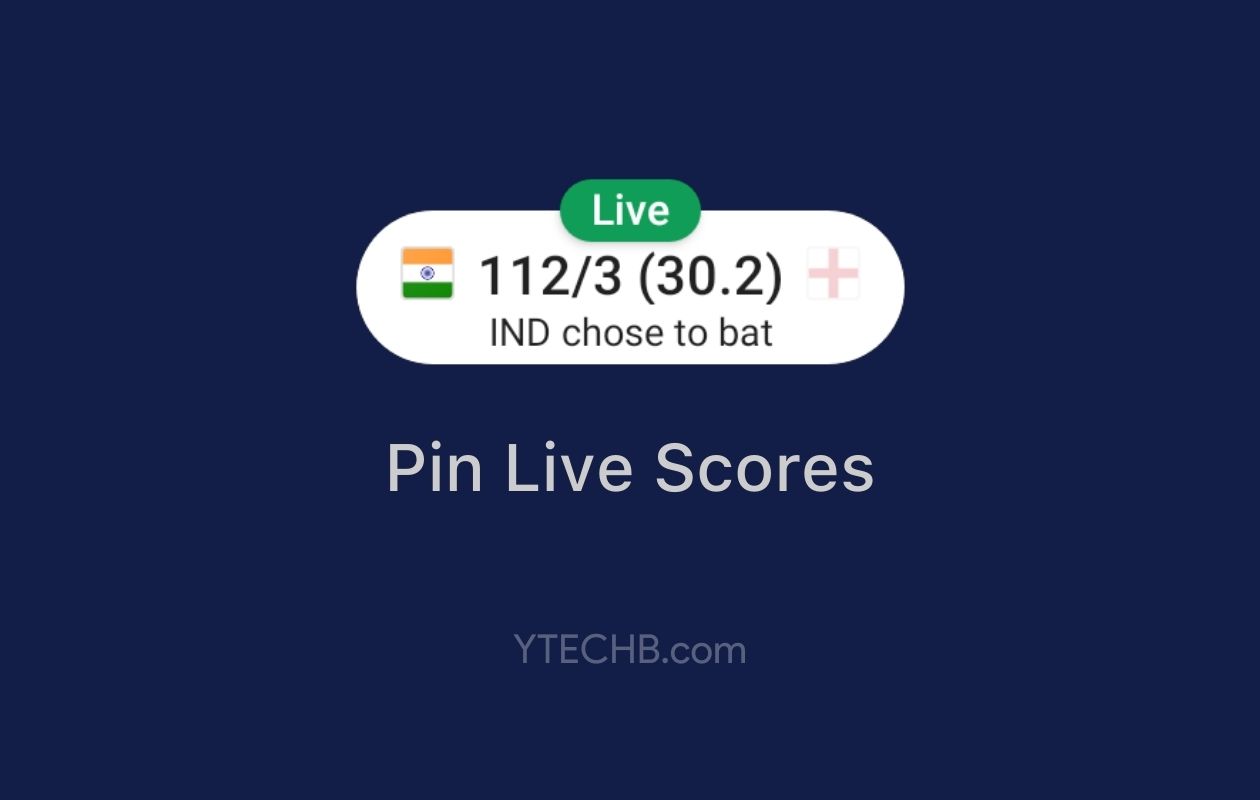 Live
112/3 (30.2)
IND chose to bat
Pin Live Scores
YTECHB.com